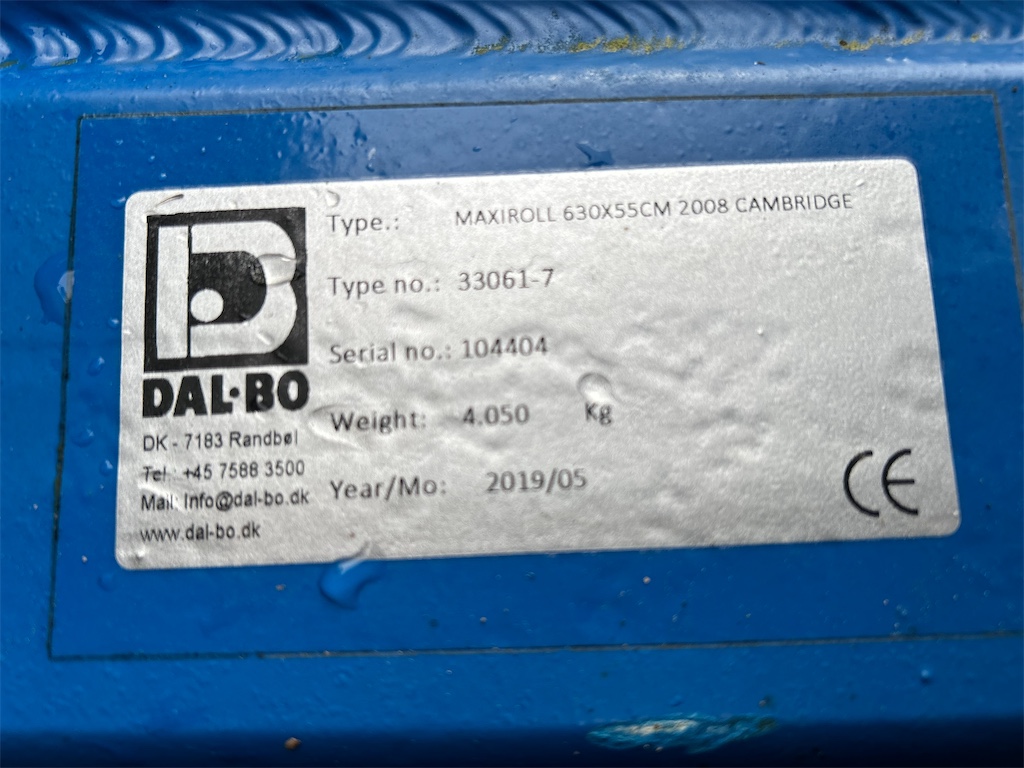 Type.: MAXIROLL 630X55CM 2008 CAMBRIDGE
Type no.: 33061-7
Serial no.: 104404
Weight: 4.050 Kg
Year/Mo: 2019/05
DAL·BO
DK - 7183 Randbøl
Tel.: +45 7588 3500
Mail: Info@dal-bo.dk
www.dal-bo.dk
CE